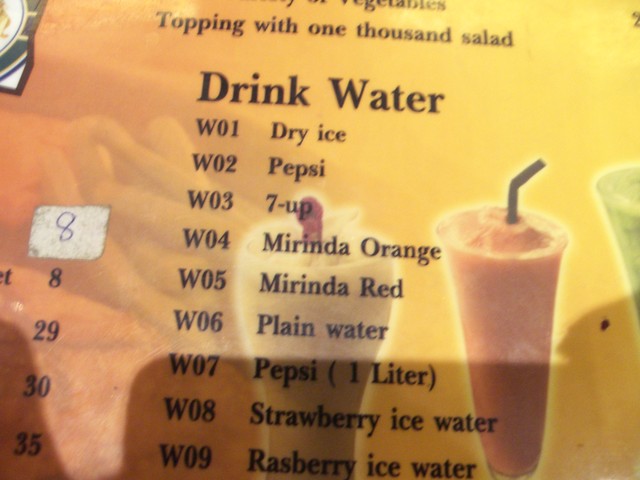 Vegetables
Topping with one thousand salad
Drink Water
W01 Dry ice
W02 Pepsi
W03 7-up
8
W04 Mirinda Orange
8 W05 Mirinda Red
29 W06 Plain water
W07 Pepsi ( 1 Liter)
30 W08 Strawberry ice water
35 W09 Rasberry ice water